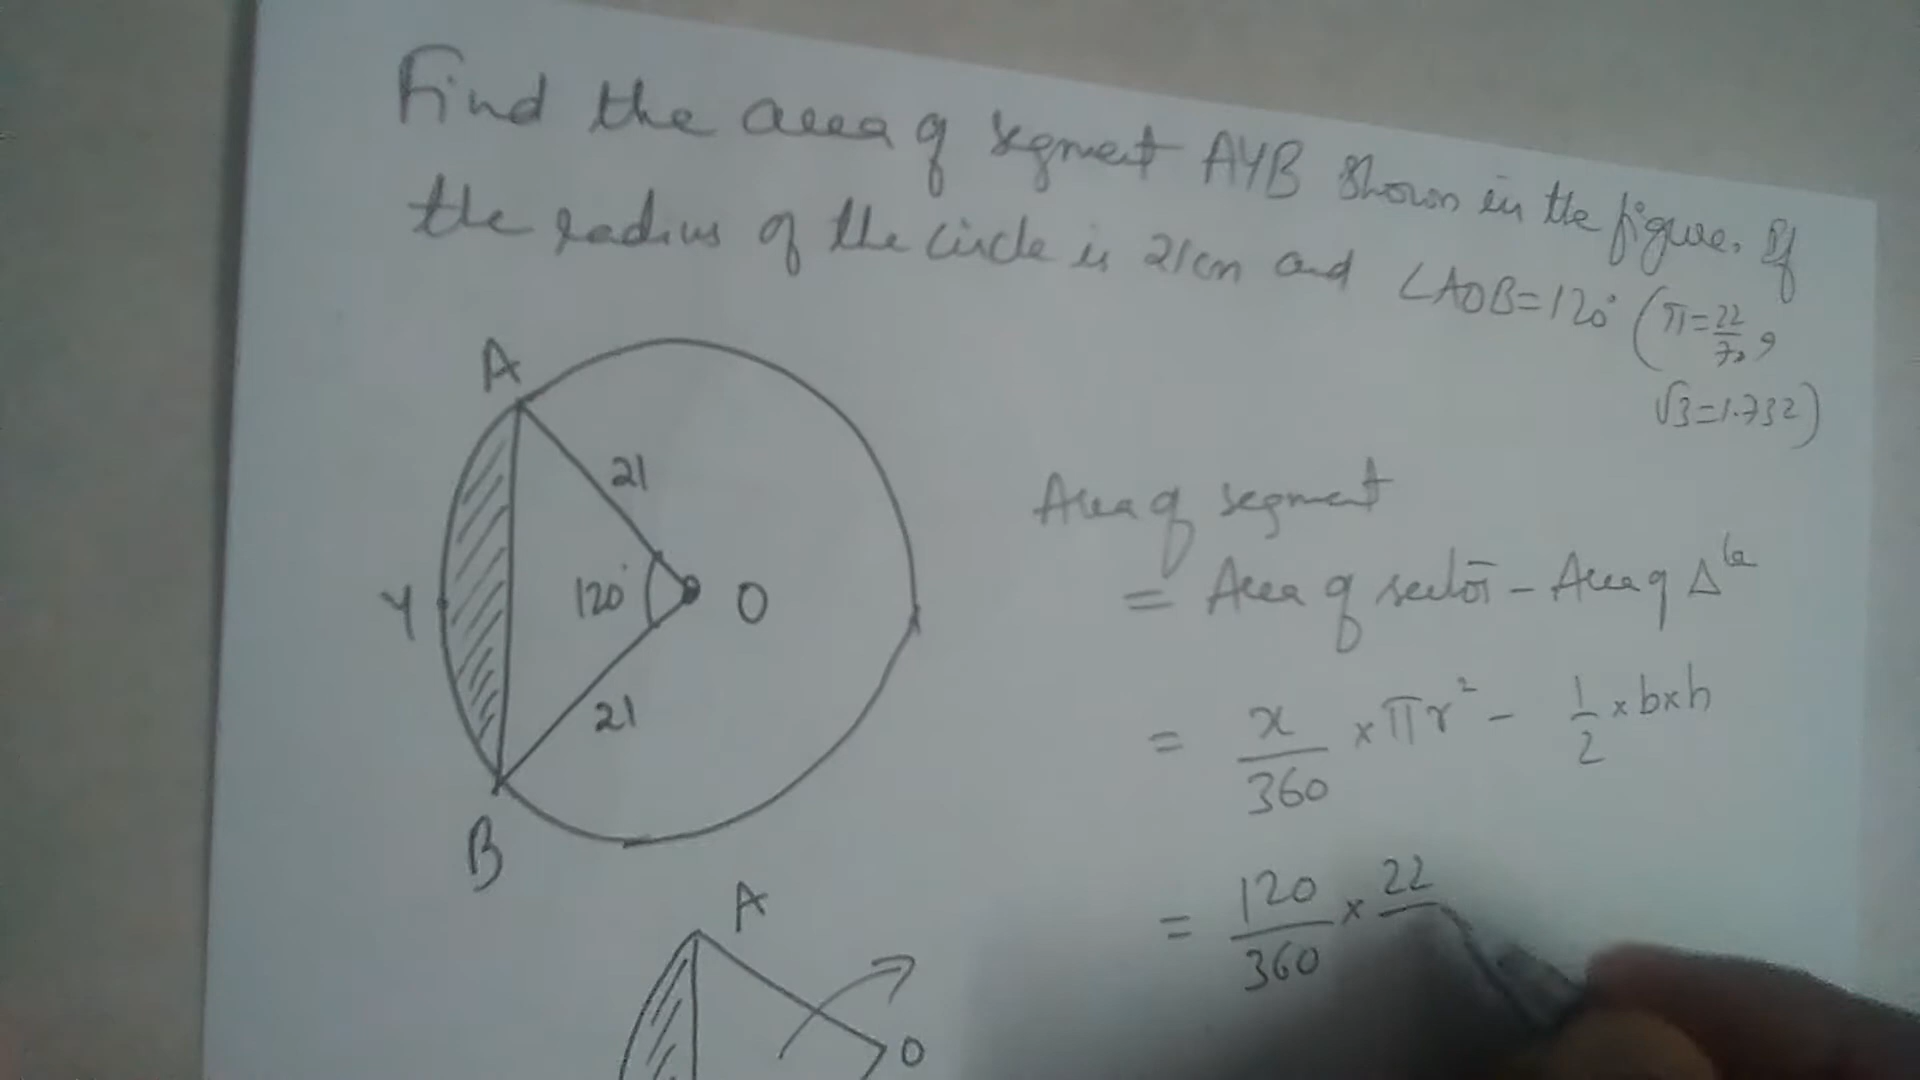 Find the area of segment AYB shown in the figure. If
the radius of the circle is 21cm and ∠AOB=120° (π=22/7,
√3=1.732)
A
21
Y
120°
O
21
B
Area of segment
= Area of sector - Area of Δle
= x/360 × πr² - 1/2 × b×h
= 120/360 × 22
A
O